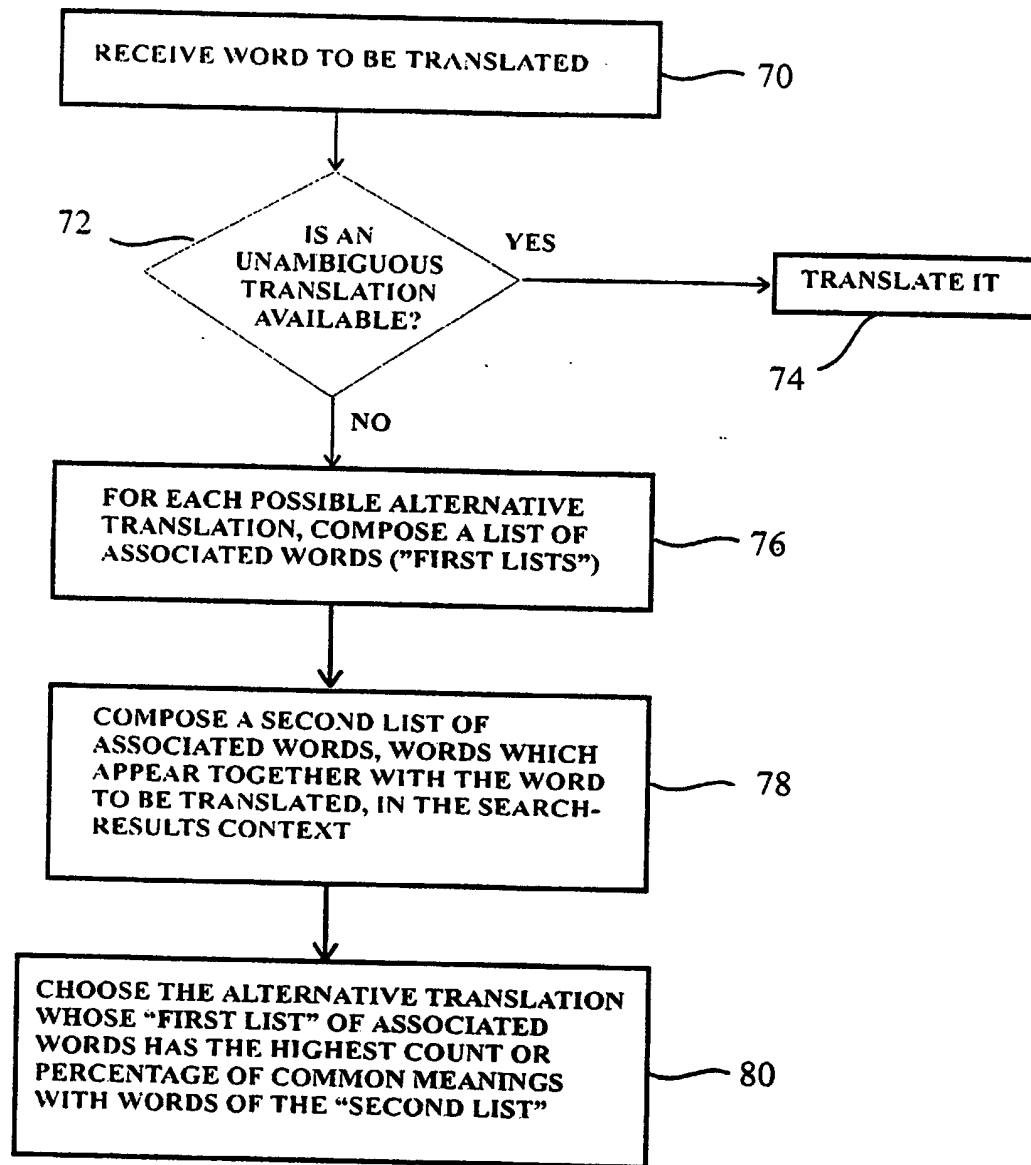 RECEIVE WORD TO BE TRANSLATED
70
72
IS AN
UNAMBIGUOUS
TRANSLATION
AVAILABLE?
YES
TRANSLATE IT
74
NO
FOR EACH POSSIBLE ALTERNATIVE
TRANSLATION, COMPOSE A LIST OF
ASSOCIATED WORDS ("FIRST LISTS")
76
COMPOSE A SECOND LIST OF
ASSOCIATED WORDS, WORDS WHICH
APPEAR TOGETHER WITH THE WORD
TO BE TRANSLATED, IN THE SEARCH-
RESULTS CONTEXT
78
CHOOSE THE ALTERNATIVE TRANSLATION
WHOSE “FIRST LIST” OF ASSOCIATED
WORDS HAS THE HIGHEST COUNT OR
PERCENTAGE OF COMMON MEANINGS
WITH WORDS OF THE “SECOND LIST”
80